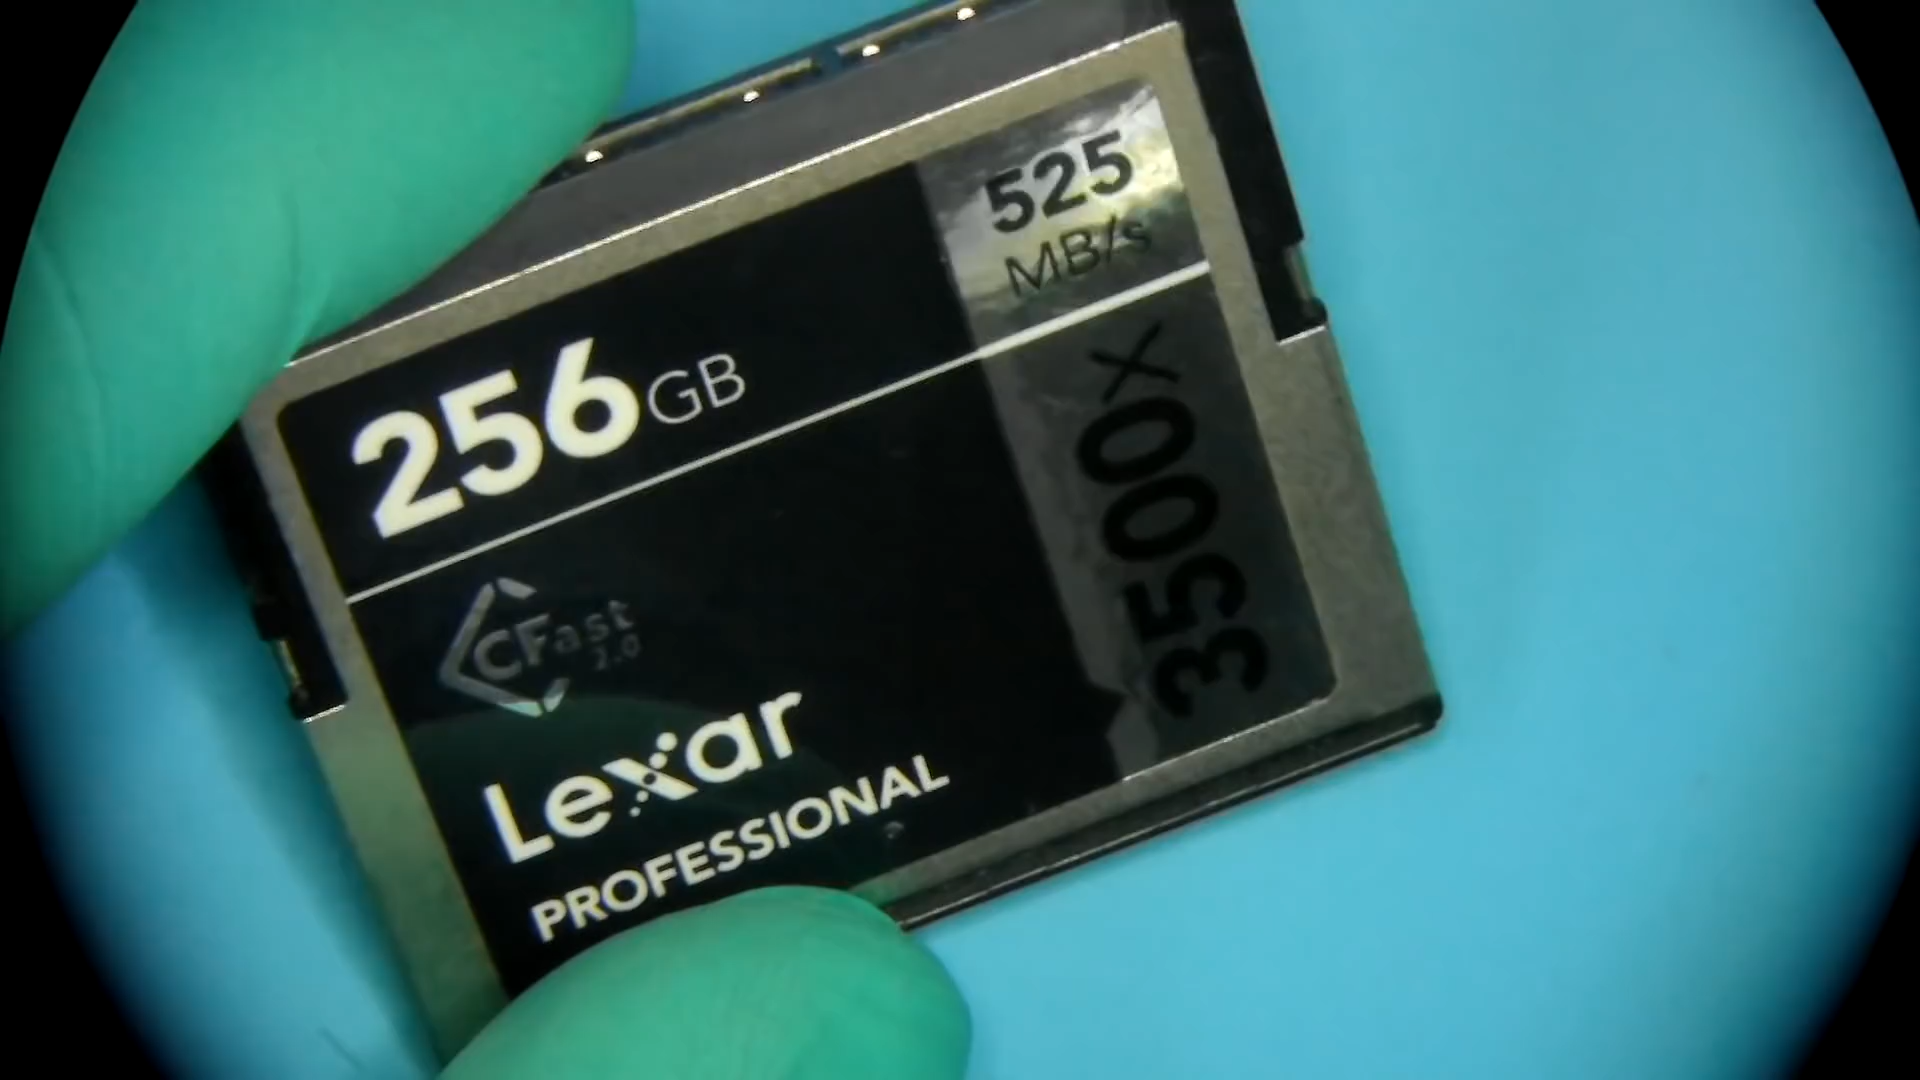 525
MB/s
256GB
3500x
CFast
2.0
Lexar
PROFESSIONAL